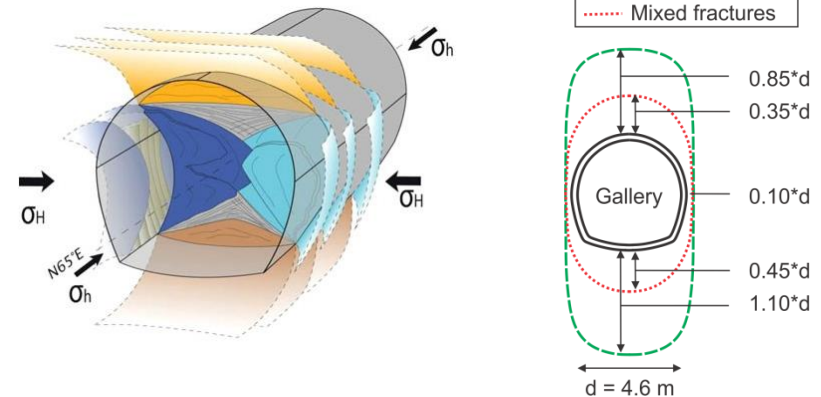 σh
σH
σH
N65°E
σh
Mixed fractures
0.85*d
0.35*d
Gallery
0.10*d
0.45*d
1.10*d
d = 4.6 m